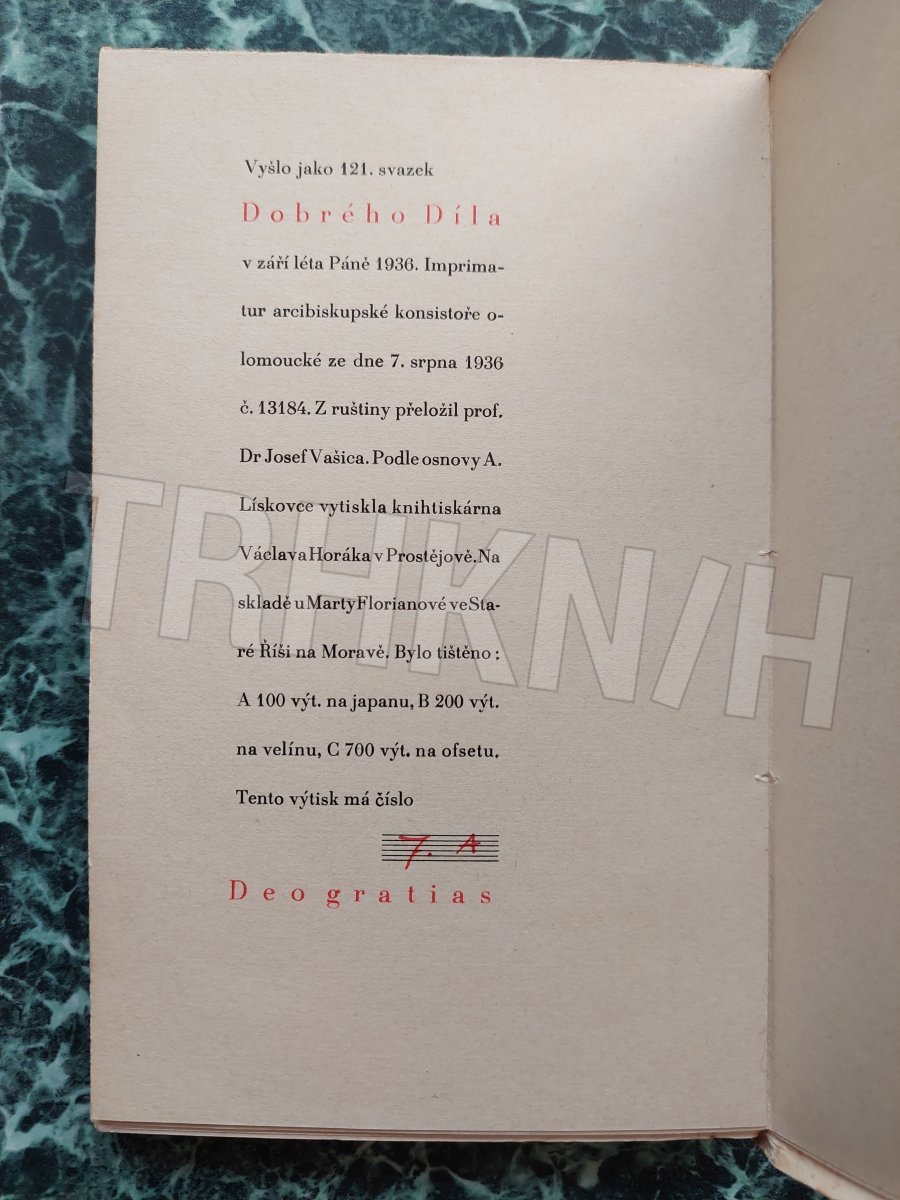 Vyšlo jako 121. svazek
Dobrého Díla
v září léta Páně 1936. Imprima-
tur arcibiskupské konsistoře o-
lomoucké ze dne 7. srpna 1936
č. 13184. Z ruštiny přeložil prof.
Dr Josef Vašica. Podle osnovy A.
Lískovce vytiskla knihtiskárna
Václava Horáka v Prostějově. Na
skladě u Marty Florianové ve Sta-
ré Říši na Moravě. Bylo tištěno:
A 100 výt. na japanu, B 200 výt.
na velínu, C 700 výt. na ofsetu.
Tento výtisk má číslo
7. A
Deo gratias
TRHKN/H